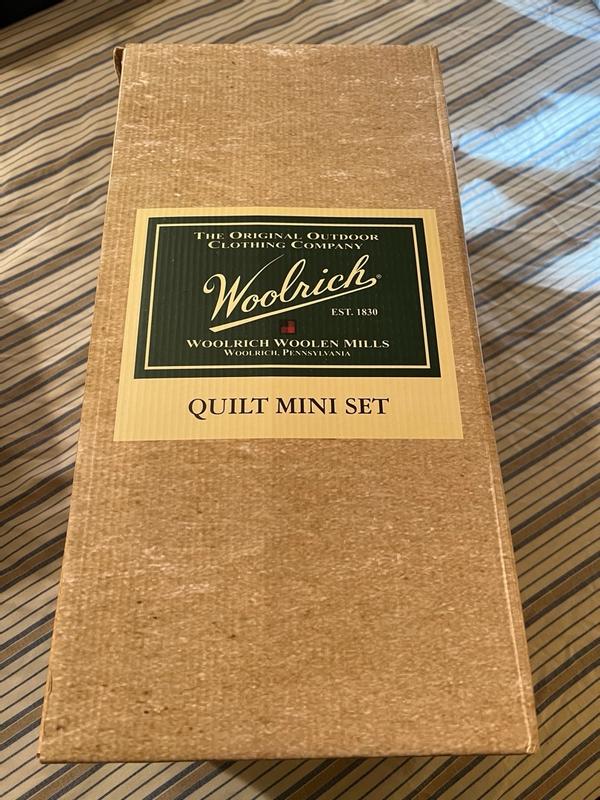 THE ORIGINAL OUTDOOR
CLOTHING COMPANY
Woolrich®
EST. 1830
WOOLRICH WOOLEN MILLS
WOOLRICH, PENNSYLVANIA
QUILT MINI SET